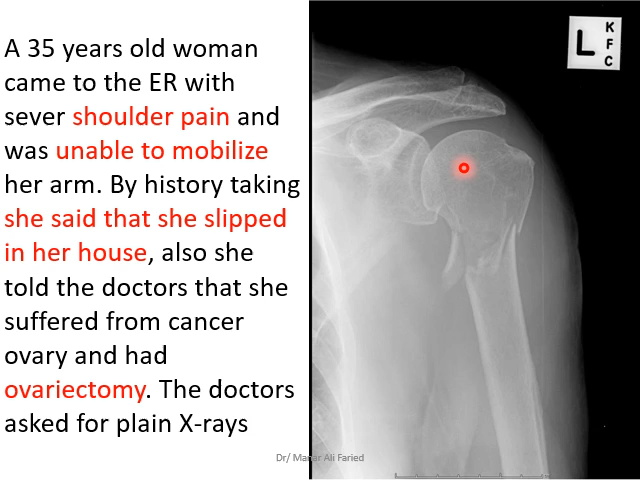 A 35 years old woman
came to the ER with
sever shoulder pain and
was unable to mobilize
her arm. By history taking
she said that she slipped
in her house, also she
told the doctors that she
suffered from cancer
ovary and had
ovariectomy. The doctors
asked for plain X-rays
L
K
F
C
Dr/ Manar Ali Faried